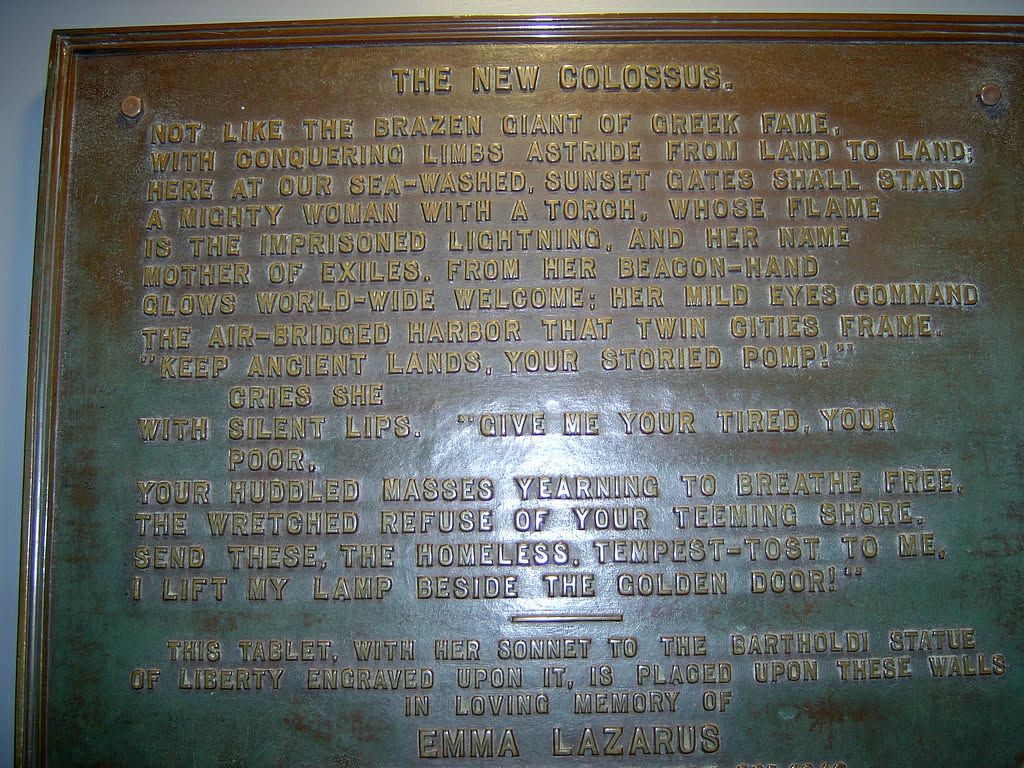 THE NEW COLOSSUS.
NOT LIKE THE BRAZEN GIANT OF GREEK FAME,
WITH CONQUERING LIMBS ASTRIDE FROM LAND TO LAND;
HERE AT OUR SEA-WASHED, SUNSET GATES SHALL STAND
A MIGHTY WOMAN WITH A TORCH, WHOSE FLAME
IS THE IMPRISONED LIGHTNING, AND HER NAME
MOTHER OF EXILES. FROM HER BEACON-HAND
GLOWS WORLD-WIDE WELCOME; HER MILD EYES COMMAND
THE AIR-BRIDGED HARBOR THAT TWIN CITIES FRAME.
"KEEP ANCIENT LANDS, YOUR STORIED POMP!"
CRIES SHE
WITH SILENT LIPS. "GIVE ME YOUR TIRED, YOUR
POOR,
YOUR HUDDLED MASSES YEARNING TO BREATHE FREE,
THE WRETCHED REFUSE OF YOUR TEEMING SHORE.
SEND THESE, THE HOMELESS, TEMPEST-TOST TO ME,
I LIFT MY LAMP BESIDE THE GOLDEN DOOR!"
THIS TABLET, WITH HER SONNET TO THE BARTHOLDI STATUE
OF LIBERTY ENGRAVED UPON IT, IS PLACED UPON THESE WALLS
IN LOVING MEMORY OF
EMMA LAZARUS